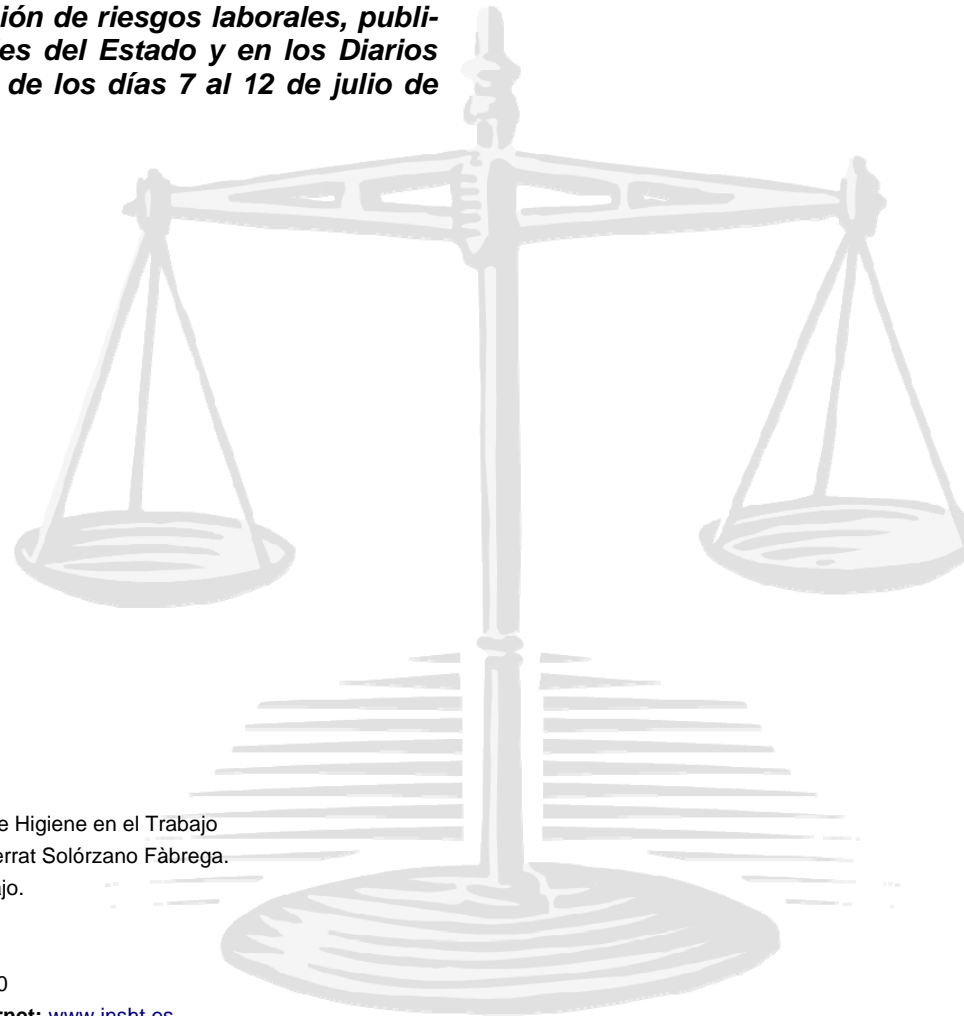 ión de riesgos laborales, publi-
es del Estado y en los Diarios
de los días 7 al 12 de julio de
e Higiene en el Trabajo
errat Solórzano Fàbrega.
ajo.
0
rnet: www.insht.es